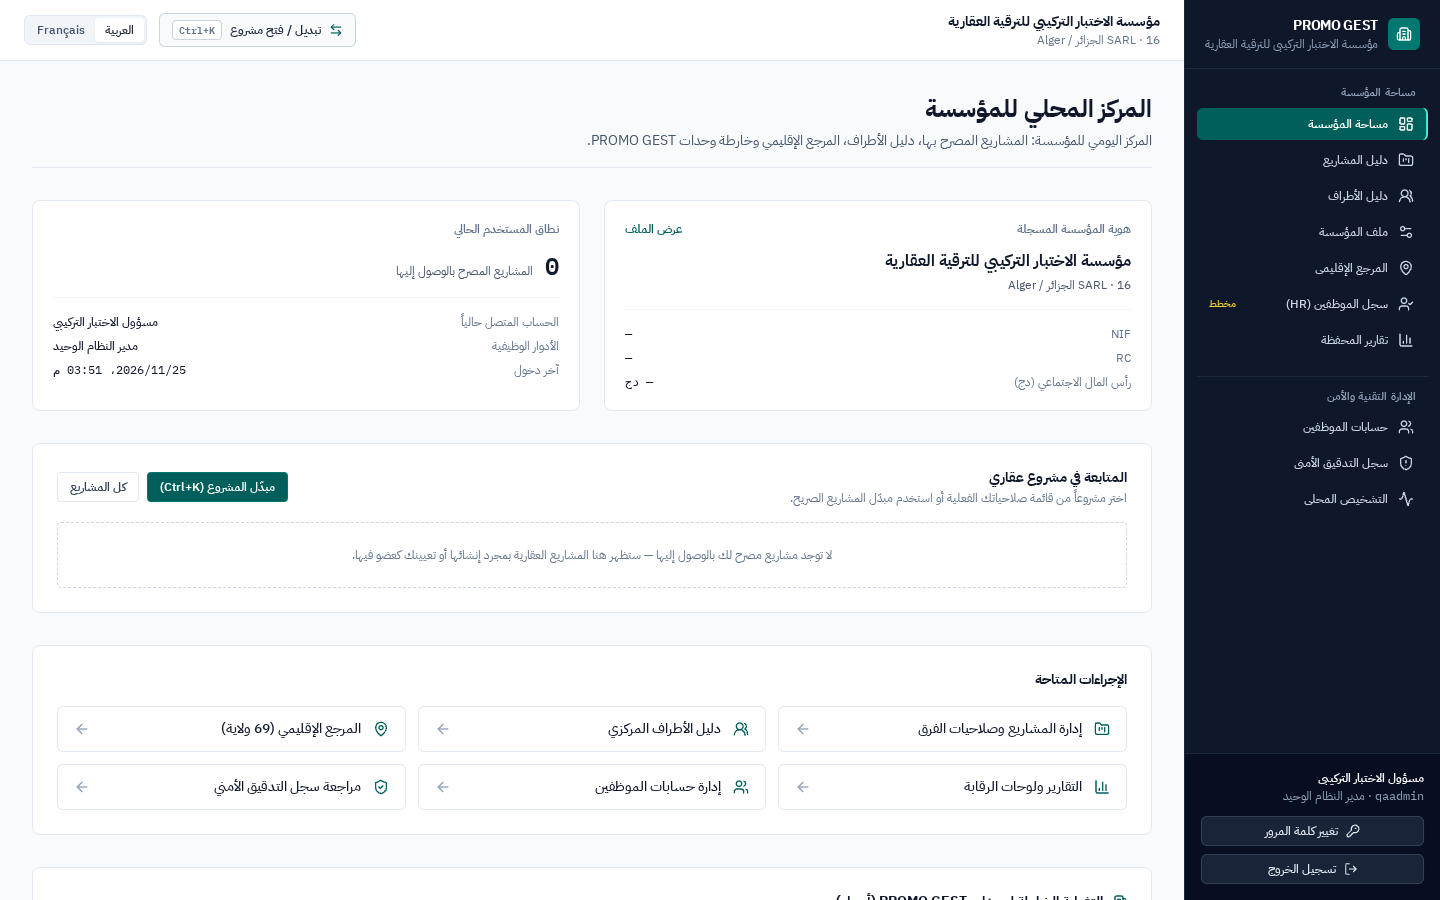 PROMO GEST
مؤسسة الاختبار التركيبي للترقية العقارية
مساحة المؤسسة
مساحة المؤسسة
دليل المشاريع
دليل الأطراف
ملف المؤسسة
المرجع الإقليمي
سجل الموظفين (HR)
مخطط
تقارير المحفظة
الإدارة التقنية والأمن
حسابات الموظفين
سجل التدقيق الأمني
التشخيص المحلي
مسؤول الاختبار التركيبي
qaadmin · مدير النظام الوحيد
تغيير كلمة المرور
تسجيل الخروج
مؤسسة الاختبار التركيبي للترقية العقارية
SARL · 16 الجزائر / Alger
تبديل / فتح مشروع Ctrl+K
العربية
Français
المركز المحلي للمؤسسة
المركز اليومي للمؤسسة: المشاريع المصرح بها، دليل الأطراف، المرجع الإقليمي وخارطة وحدات PROMO GEST.
هوية المؤسسة المسجلة
عرض الملف
مؤسسة الاختبار التركيبي للترقية العقارية
SARL · 16 الجزائر / Alger
NIF —
RC —
رأس المال الاجتماعي (دج) — دج
نطاق المستخدم الحالي
0 المشاريع المصرح بالوصول إليها
الحساب المتصل حالياً مسؤول الاختبار التركيبي
الأدوار الوظيفية مدير النظام الوحيد
آخر دخول 2026/11/25، 03:51 م
المتابعة في مشروع عقاري
اختر مشروعاً من قائمة صلاحياتك الفعلية أو استخدم مبدّل المشاريع الصريح.
مبدّل المشروع (Ctrl+K)
كل المشاريع
لا توجد مشاريع مصرح لك بالوصول إليها — ستظهر هنا المشاريع العقارية بمجرد إنشائها أو تعيينك كعضو فيها.
الإجراءات المتاحة
إدارة المشاريع وصلاحيات الفرق
دليل الأطراف المركزي
المرجع الإقليمي (69 ولاية)
التقارير ولوحات الرقابة
إدارة حسابات الموظفين
مراجعة سجل التدقيق الأمني
PROMO GEST